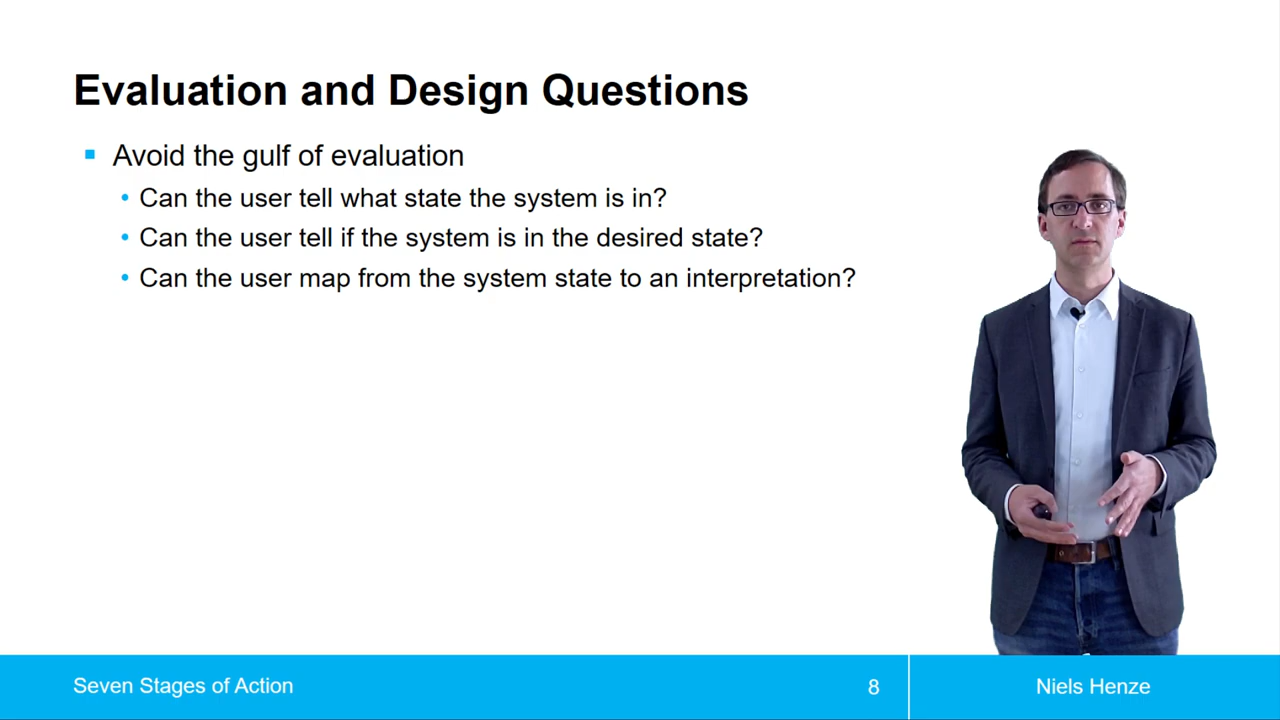 Evaluation and Design Questions
Avoid the gulf of evaluation
Can the user tell what state the system is in?
Can the user tell if the system is in the desired state?
Can the user map from the system state to an interpretation?
Seven Stages of Action
8
Niels Henze